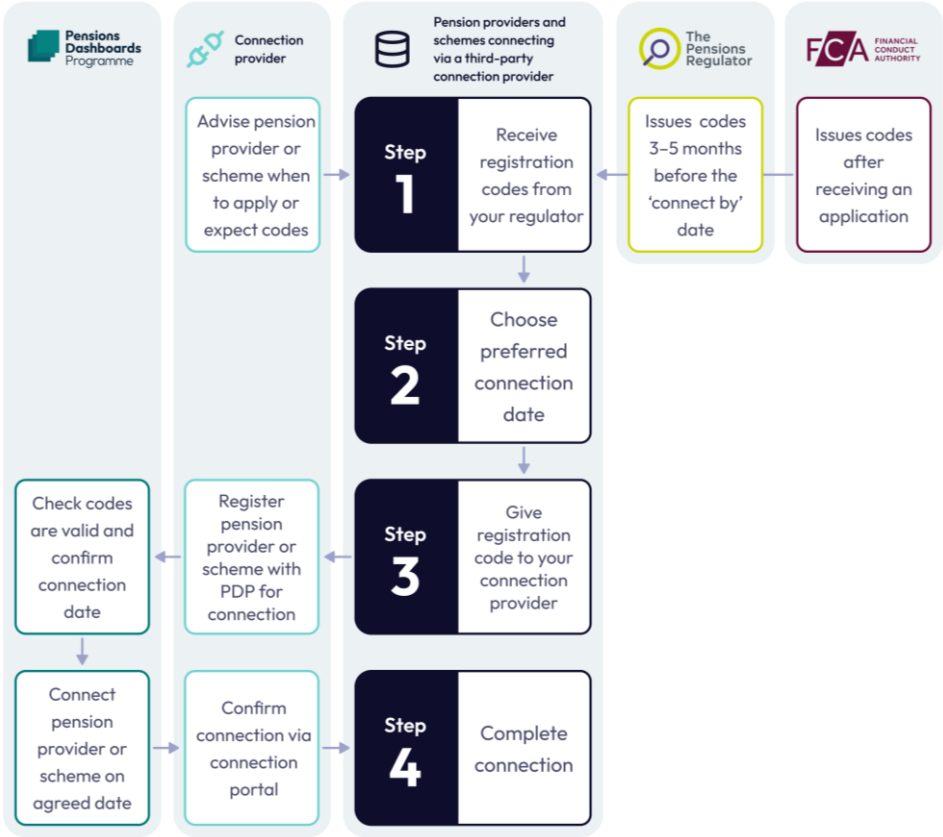 Pensions
Dashboards
Programme
Connection
provider
Pension providers and
schemes connecting
via a third-party
connection provider
The
Pensions
Regulator
FCA
FINANCIAL
CONDUCT
AUTHORITY
Advise pension
provider or
scheme when
to apply or
expect codes
Step
1
Receive
registration
codes from
your regulator
Issues codes
3–5 months
before the
‘connect by’
date
Issues codes
after
receiving an
application
Step
2
Choose
preferred
connection
date
Check codes
are valid and
confirm
connection
date
Register
pension
provider or
scheme with
PDP for
connection
Step
3
Give
registration
code to your
connection
provider
Connect
pension
provider or
scheme on
agreed date
Confirm
connection via
connection
portal
Step
4
Complete
connection